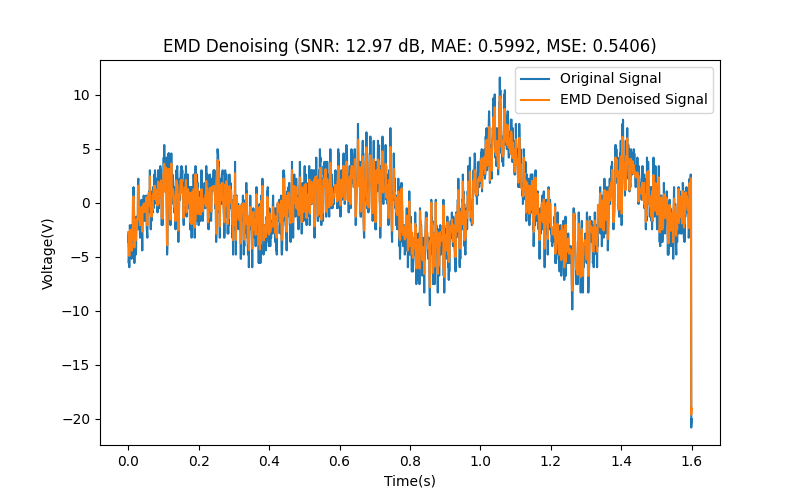 EMD Denoising (SNR: 12.97 dB, MAE: 0.5992, MSE: 0.5406)
Original Signal
EMD Denoised Signal
10
5
0
−5
−10
−15
−20
Voltage(V)
0.0 0.2 0.4 0.6 0.8 1.0 1.2 1.4 1.6
Time(s)